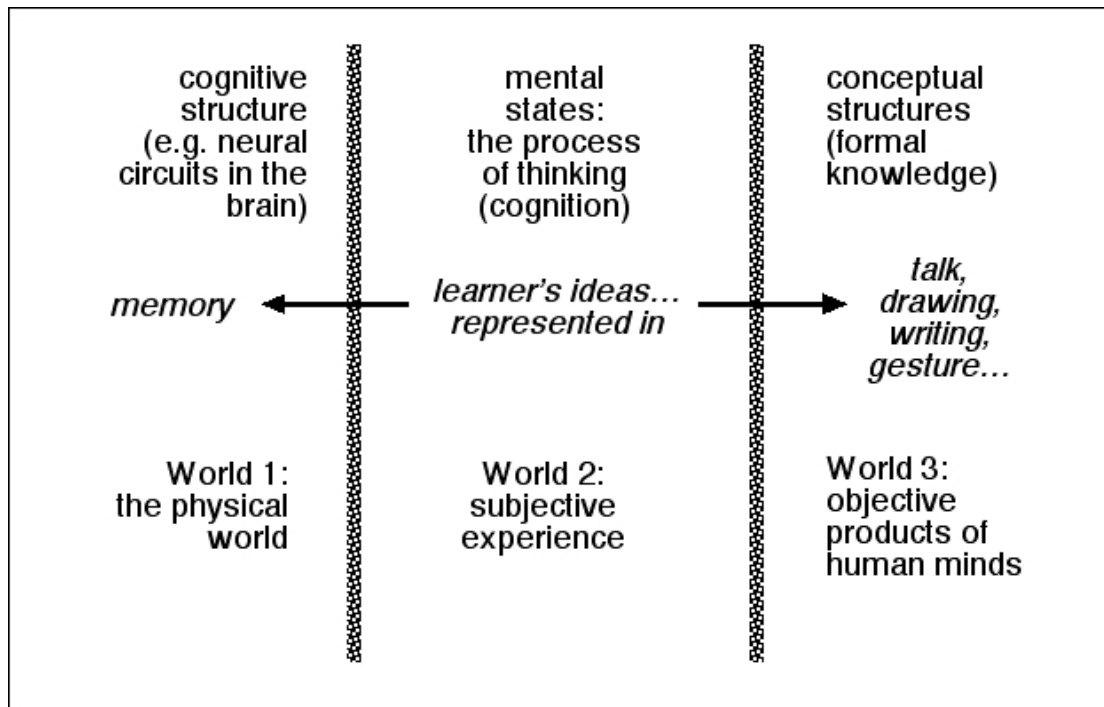 cognitive
structure
(e.g. neural
circuits in the
brain)
mental
states:
the process
of thinking
(cognition)
conceptual
structures
(formal
knowledge)
memory
learner's ideas…
represented in
talk,
drawing,
writing,
gesture…
World 1:
the physical
world
World 2:
subjective
experience
World 3:
objective
products of
human minds